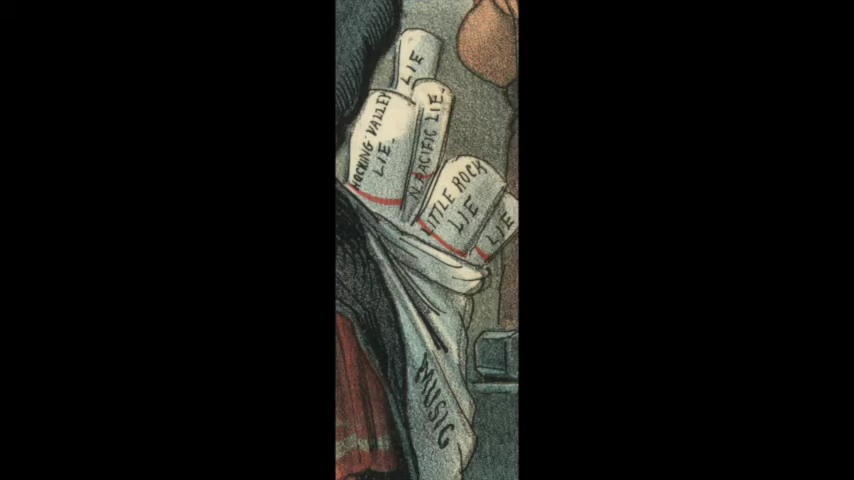 LIE
HOCKING VALLEY
LIE.
N. PACIFIC LIE.
LITTLE ROCK
LIE
LIE
MUSIC